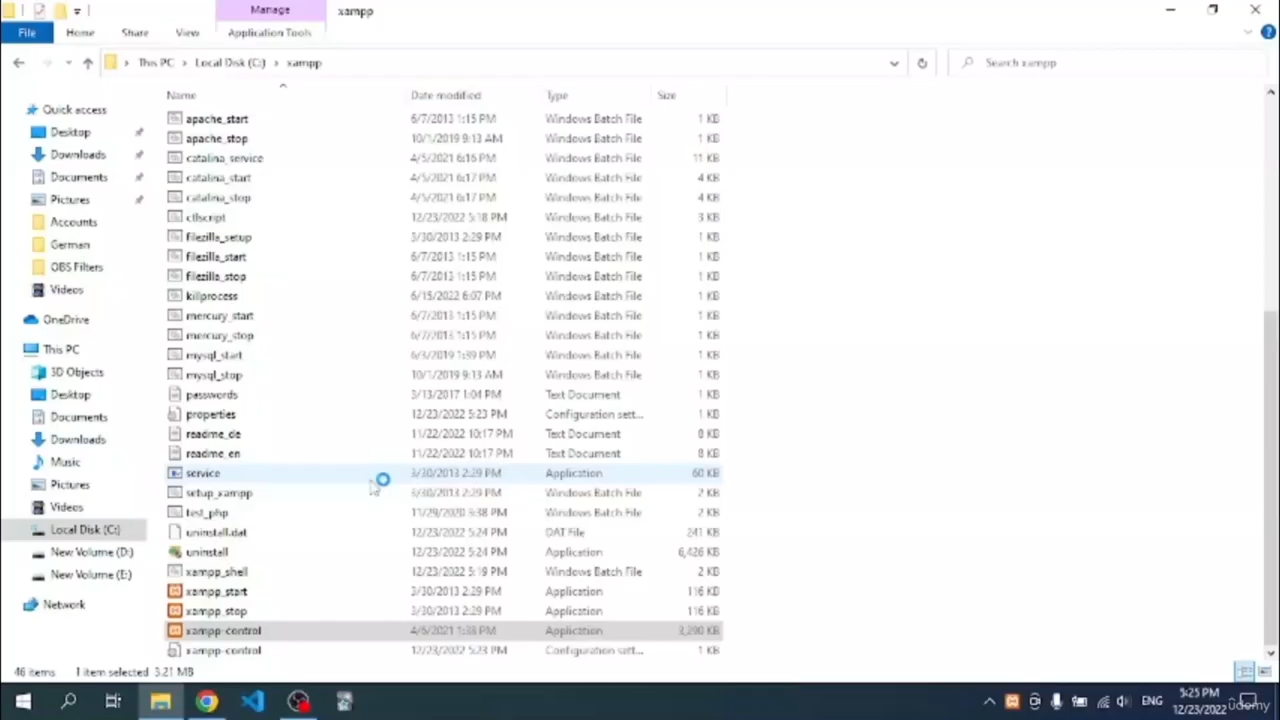 Manage
xampp
File
Home
Share
View
Application Tools
This PC
Local Disk (C:)
xampp
Search xampp
Name
Date modified
Type
Size
Quick access
Desktop
Downloads
Documents
Pictures
Accounts
German
OBS Filters
Videos
OneDrive
This PC
3D Objects
Desktop
Documents
Downloads
Music
Pictures
Videos
Local Disk (C:)
New Volume (D:)
New Volume (E:)
Network
apache_start 6/7/2013 1:15 PM Windows Batch File 1 KB
apache_stop 10/1/2019 9:13 AM Windows Batch File 1 KB
catalina_service 4/5/2021 6:16 PM Windows Batch File 11 KB
catalina_start 4/5/2021 6:17 PM Windows Batch File 4 KB
catalina_stop 4/5/2021 6:17 PM Windows Batch File 4 KB
ctlscript 12/23/2022 5:18 PM Windows Batch File 3 KB
filezilla_setup 3/30/2013 2:29 PM Windows Batch File 1 KB
filezilla_start 6/7/2013 1:15 PM Windows Batch File 1 KB
filezilla_stop 6/7/2013 1:15 PM Windows Batch File 1 KB
killprocess 6/15/2022 6:07 PM Windows Batch File 1 KB
mercury_start 6/7/2013 1:15 PM Windows Batch File 1 KB
mercury_stop 6/7/2013 1:15 PM Windows Batch File 1 KB
mysql_start 6/3/2019 1:39 PM Windows Batch File 1 KB
mysql_stop 10/1/2019 9:13 AM Windows Batch File 1 KB
passwords 3/13/2017 1:04 PM Text Document 1 KB
properties 12/23/2022 5:23 PM Configuration sett... 1 KB
readme_de 11/22/2022 10:17 PM Text Document 8 KB
readme_en 11/22/2022 10:17 PM Text Document 8 KB
service 3/30/2013 2:29 PM Application 60 KB
setup_xampp 3/30/2013 2:29 PM Windows Batch File 2 KB
test_php 11/29/2020 3:38 PM Windows Batch File 2 KB
uninstall.dat 12/23/2022 5:24 PM DAT File 241 KB
uninstall 12/23/2022 5:24 PM Application 6,426 KB
xampp_shell 12/23/2022 5:19 PM Windows Batch File 2 KB
xampp_start 3/30/2013 2:29 PM Application 116 KB
xampp_stop 3/30/2013 2:29 PM Application 116 KB
xampp-control 4/6/2021 1:38 PM Application 3,290 KB
xampp-control 12/23/2022 5:23 PM Configuration sett... 1 KB
46 items 1 item selected 3.21 MB
ENG
5:25 PM
12/23/2022
udemy